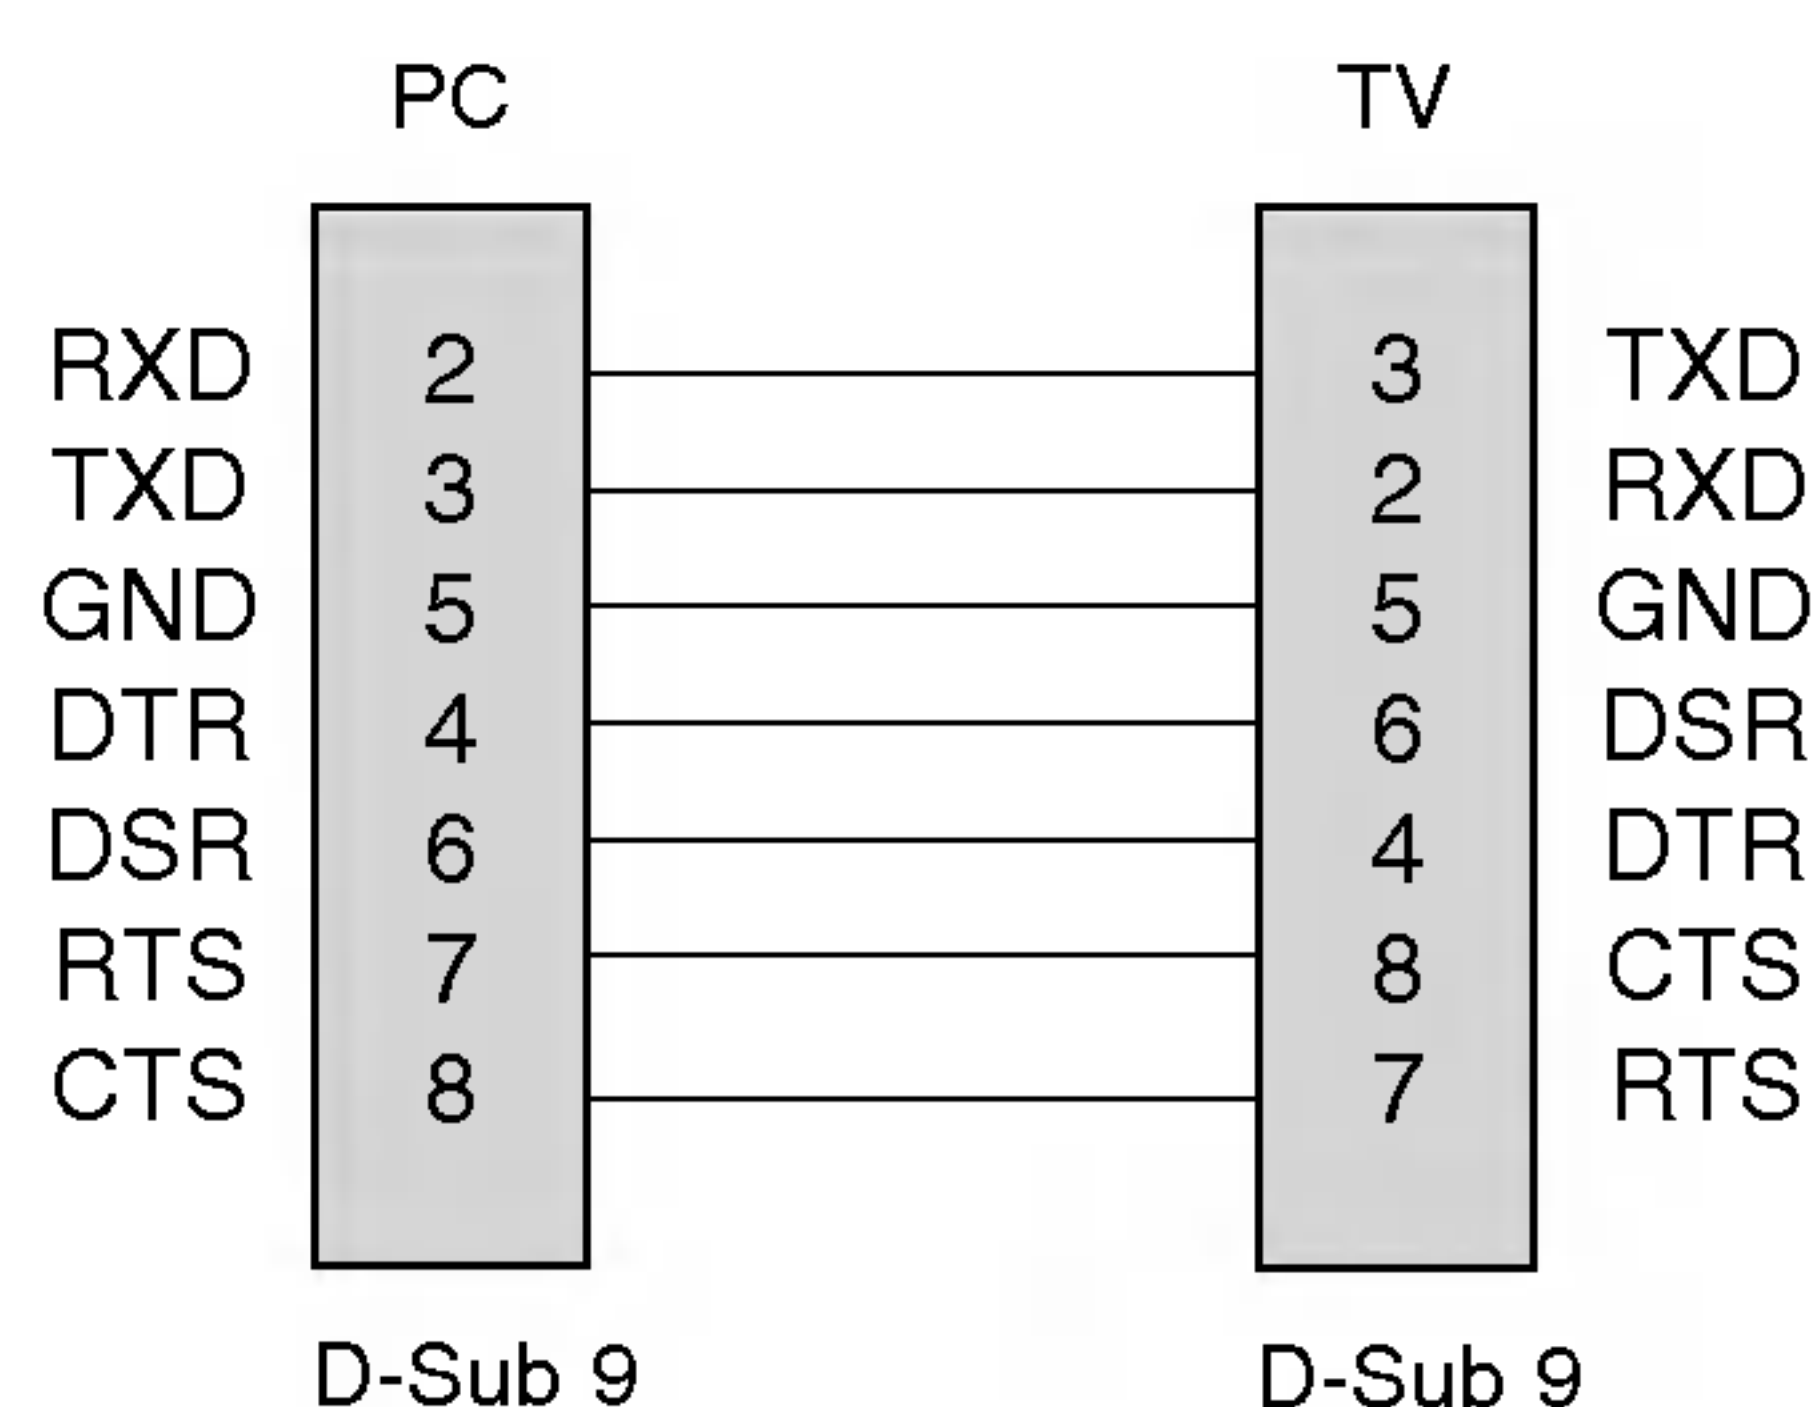 PC TV
RXD 2 3 TXD
TXD 3 2 RXD
GND 5 5 GND
DTR 4 6 DSR
DSR 6 4 DTR
RTS 7 8 CTS
CTS 8 7 RTS
D-Sub 9 D-Sub 9